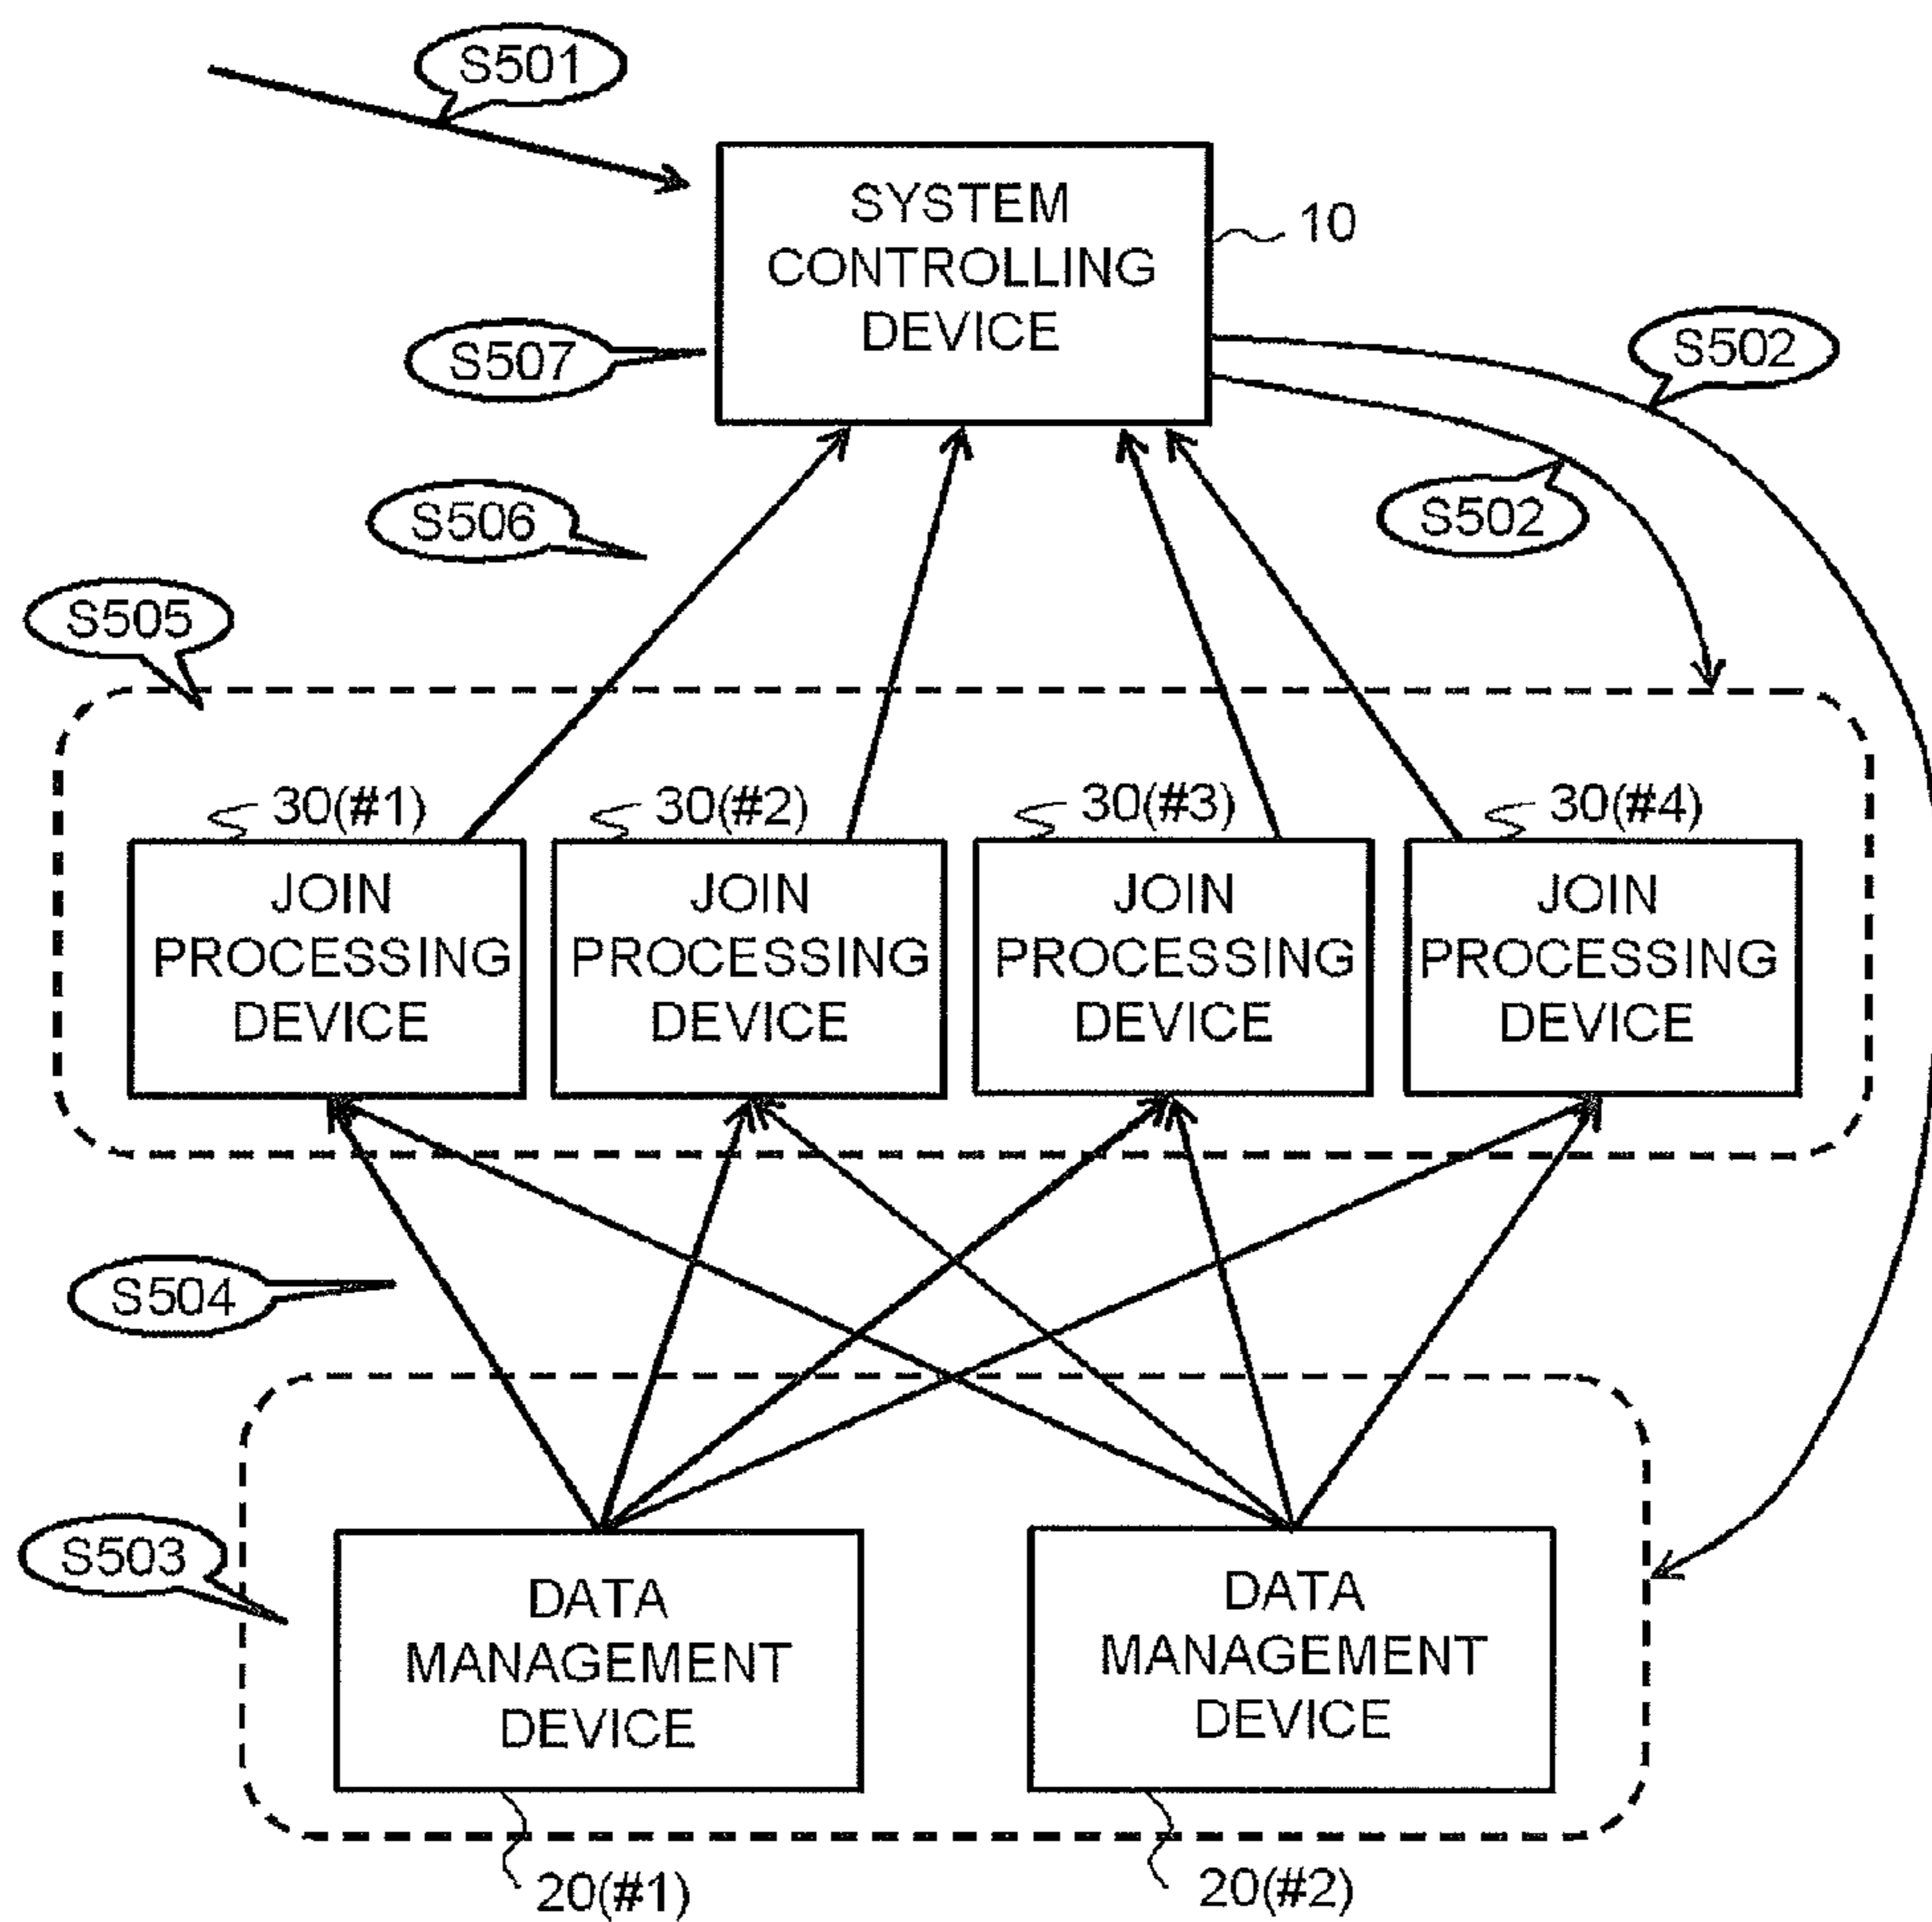 S501
SYSTEM
CONTROLLING
DEVICE
10
S507
S502
S506
S502
S505
30(#1)
30(#2)
30(#3)
30(#4)
JOIN
PROCESSING
DEVICE
JOIN
PROCESSING
DEVICE
JOIN
PROCESSING
DEVICE
JOIN
PROCESSING
DEVICE
S504
S503
DATA
MANAGEMENT
DEVICE
DATA
MANAGEMENT
DEVICE
20(#1)
20(#2)